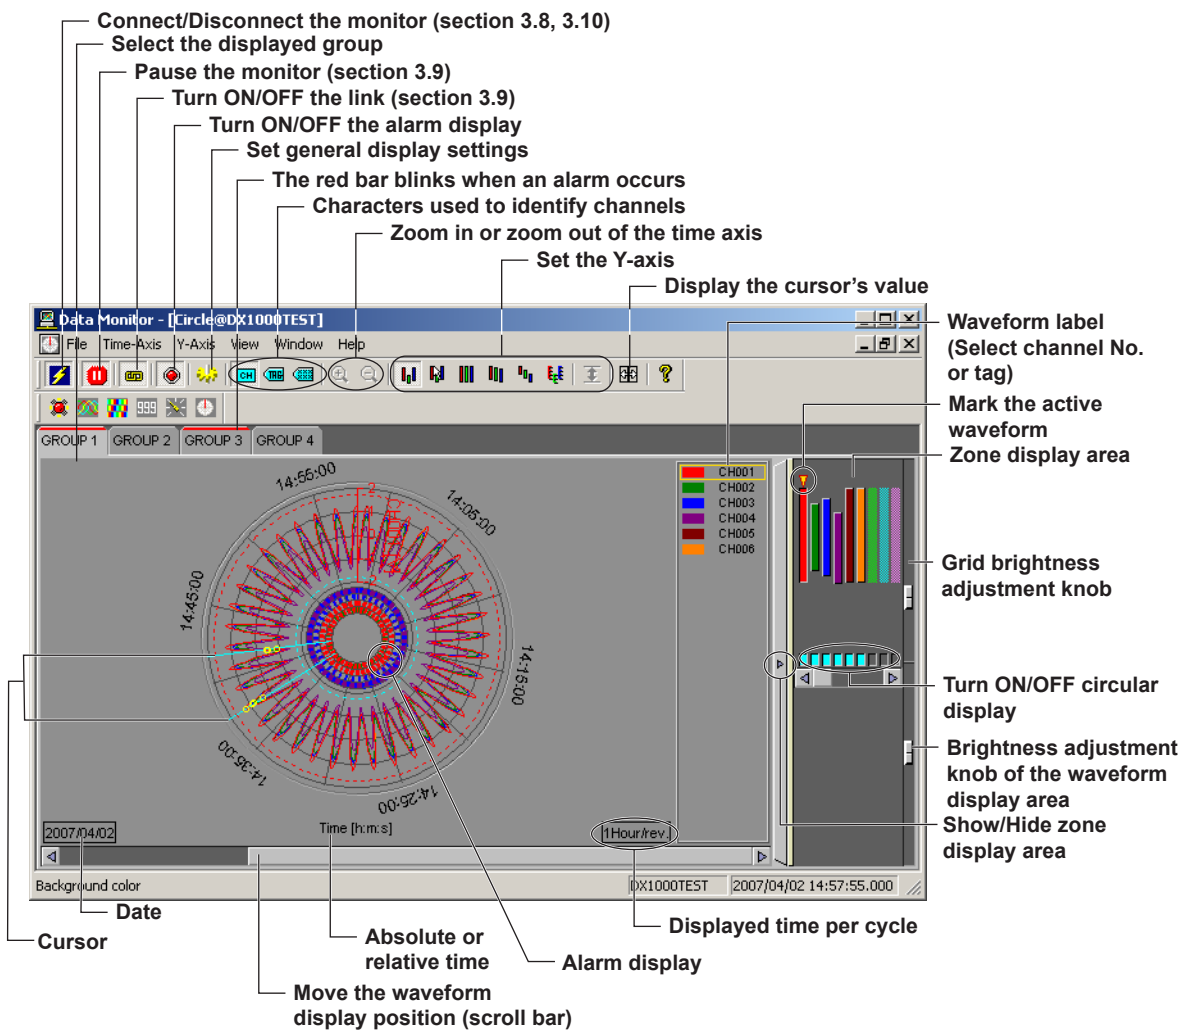 Connect/Disconnect the monitor (section 3.8, 3.10)
Select the displayed group
Pause the monitor (section 3.9)
Turn ON/OFF the link (section 3.9)
Turn ON/OFF the alarm display
Set general display settings
The red bar blinks when an alarm occurs
Characters used to identify channels
Zoom in or zoom out of the time axis
Set the Y-axis
Display the cursor's value
Data Monitor - [Circle@DX1000TEST]
File Time-Axis Y-Axis View Window Help
CH TAG
999
GROUP 1 GROUP 2 GROUP 3 GROUP 4
Waveform label
(Select channel No.
or tag)
Mark the active
waveform
Zone display area
Grid brightness
adjustment knob
Turn ON/OFF circular
display
Brightness adjustment
knob of the waveform
display area
Show/Hide zone
display area
CH001
CH002
CH003
CH004
CH005
CH006
14:55:00
14:05:00
14:45:00
14:15:00
14:35:00
14:25:00
2007/04/02
Time [h:m:s]
1Hour/rev.
Background color
DX1000TEST
2007/04/02 14:57:55.000
Date
Cursor
Absolute or
relative time
Alarm display
Displayed time per cycle
Move the waveform
display position (scroll bar)